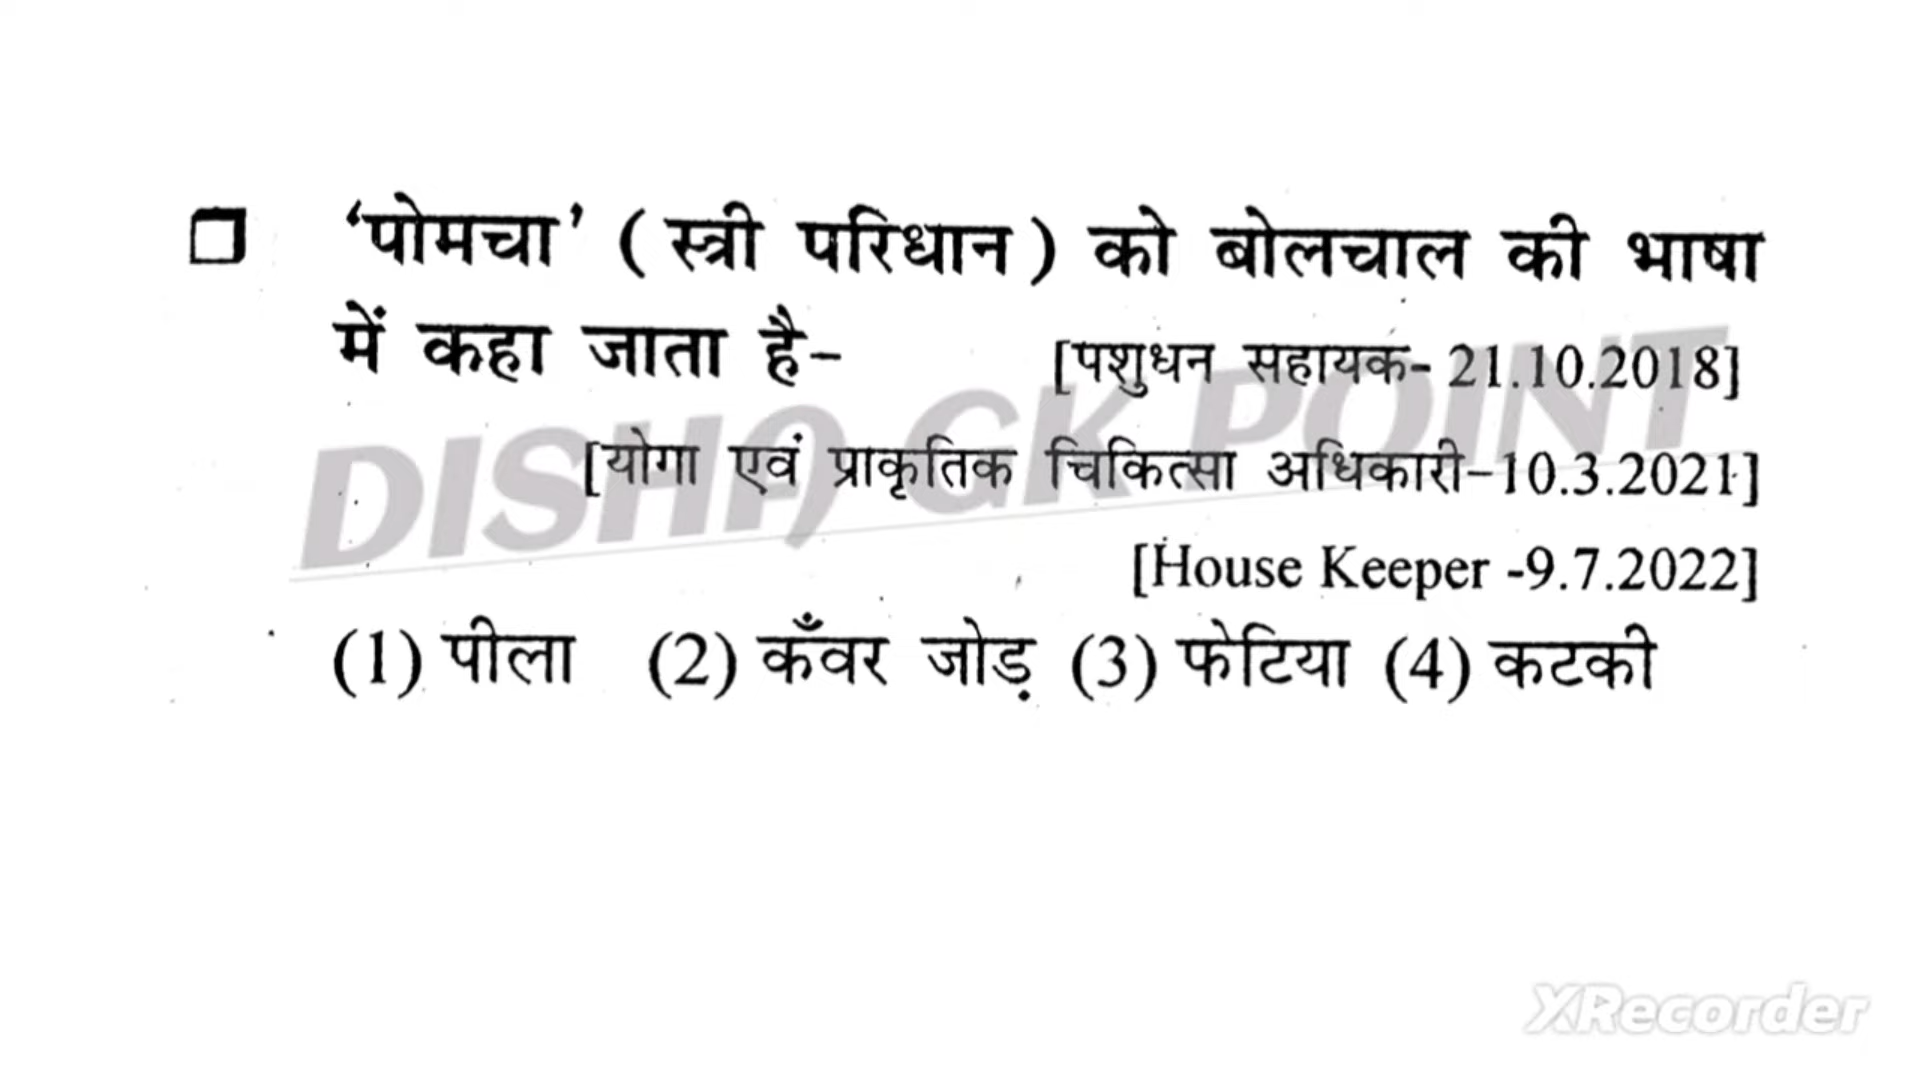 ‘पोमचा’ (स्त्री परिधान) को बोलचाल की भाषा
में कहा जाता है- [पशुधन सहायक- 21.10.2018]
DISHA GK POINT
[योगा एवं प्राकृतिक चिकित्सा अधिकारी-10.3.2021]
[House Keeper -9.7.2022]
(1) पीला (2) कँवर जोड़ (3) फेटिया (4) कटकी
XRecorder